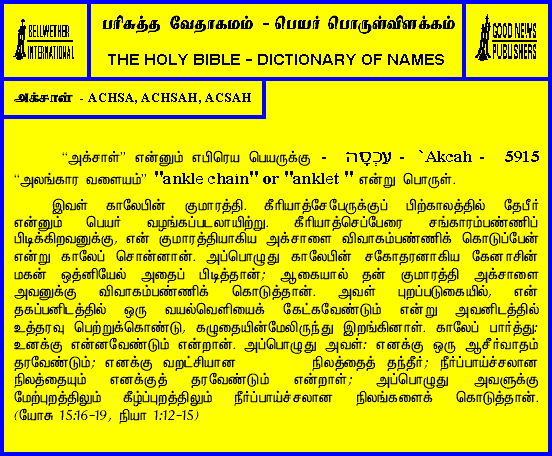 BELLWETHER
INTERNATIONAL
பரிசுத்த வேதாகமம் - பெயர் பொருள்விளக்கம்
THE HOLY BIBLE - DICTIONARY OF NAMES
GOOD NEWS
PUBLISHERS
அக்சாள் - ACHSA, ACHSAH, ACSAH
“அக்சாள்” என்னும் எபிரெய பெயருக்கு - עַכְסָה - `Akcah - 5915
“அலங்கார வளையம்” "ankle chain" or "anklet " என்று பொருள்.
இவள் காலேபின் குமாரத்தி. கீரியாத்சேபேருக்குப் பிற்காலத்தில் தேபீர்
என்னும் பெயர் வழங்கப்படலாயிற்று. கீரியாத்செப்பேரை சங்காரம்பண்ணிப்
பிடிக்கிறவனுக்கு, என் குமாரத்தியாகிய அக்சாளை விவாகம்பண்ணிக் கொடுப்பேன்
என்று காலேப் சொன்னான். அப்பொழுது காலேபின் சகோதரனாகிய கேனாசின்
மகன் ஒத்னியேல் அதைப் பிடித்தான்; ஆகையால் தன் குமாரத்தி அக்சாளை
அவனுக்கு விவாகம்பண்ணிக் கொடுத்தான். அவள் புறப்படுகையில், என்
தகப்பனிடத்தில் ஒரு வயல்வெளியைக் கேட்கவேண்டும் என்று அவனிடத்தில்
உத்தரவு பெற்றுக்கொண்டு, கழுதையின்மேலிருந்து இறங்கினாள். காலேப் பார்த்து:
உனக்கு என்னவேண்டும் என்றான். அப்பொழுது அவள்: எனக்கு ஒரு ஆசீர்வாதம்
தரவேண்டும்; எனக்கு வறட்சியான நிலத்தைத் தந்தீர்; நீர்ப்பாய்ச்சலான
நிலத்தையும் எனக்குத் தரவேண்டும் என்றாள்; அப்பொழுது அவளுக்கு
மேற்புறத்திலும் கீழ்ப்புறத்திலும் நீர்ப்பாய்ச்சலான நிலங்களைக் கொடுத்தான்.
(யோசு 15:16-19, நியா 1:12-15)